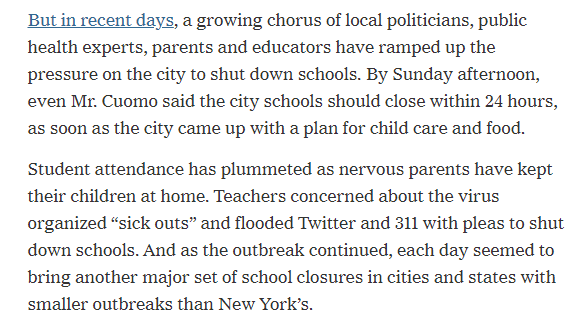 But in recent days, a growing chorus of local politicians, public
health experts, parents and educators have ramped up the
pressure on the city to shut down schools. By Sunday afternoon,
even Mr. Cuomo said the city schools should close within 24 hours,
as soon as the city came up with a plan for child care and food.
Student attendance has plummeted as nervous parents have kept
their children at home. Teachers concerned about the virus
organized “sick outs” and flooded Twitter and 311 with pleas to shut
down schools. And as the outbreak continued, each day seemed to
bring another major set of school closures in cities and states with
smaller outbreaks than New York’s.